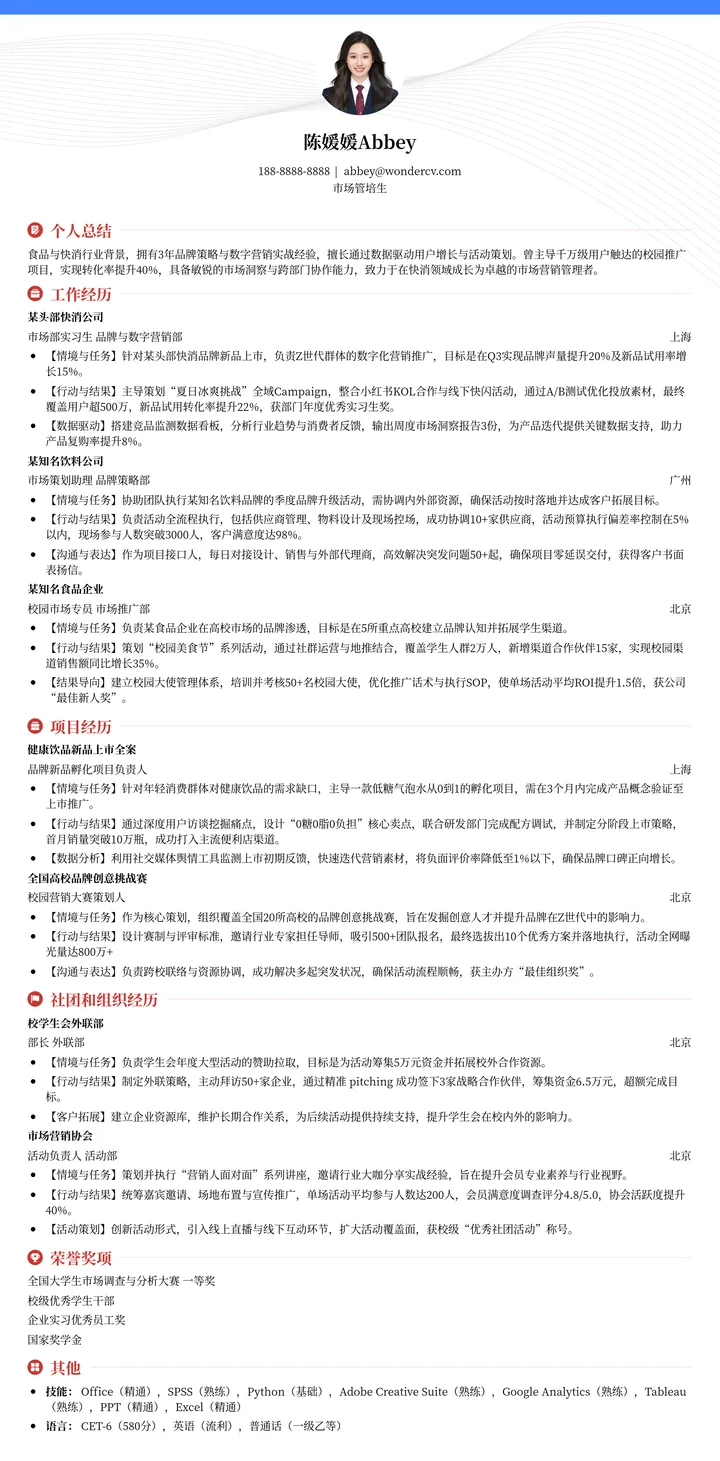 陈媛媛Abbey
188-8888-8888 | abbey@wondercv.com
市场管培生
个人总结
食品与快消行业背景，拥有3年品牌策略与数字营销实战经验，擅长通过数据驱动用户增长与活动策划。曾主导千万级用户触达的校园推广
项目，实现转化率提升40%，具备敏锐的市场洞察与跨部门协作能力，致力于在快消领域成长为卓越的市场营销管理者。
工作经历
某头部快消公司
市场部实习生 品牌与数字营销部 上海
• 【情境与任务】针对某头部快消品牌新品上市，负责Z世代群体的数字化营销推广，目标是在Q3实现品牌声量提升20%及新品试用率增
长15%。
• 【行动与结果】主导策划“夏日冰爽挑战”全域Campaign，整合小红书KOL合作与线下快闪活动，通过A/B测试优化投放素材，最终
覆盖用户超500万，新品试用转化率提升22%，获部门年度优秀实习生奖。
• 【数据驱动】搭建竞品监测数据看板，分析行业趋势与消费者反馈，输出周度市场洞察报告3份，为产品迭代提供关键数据支持，助力
产品复购率提升8%。
某知名饮料公司
市场策划助理 品牌策略部 广州
• 【情境与任务】协助团队执行某知名饮料品牌的季度品牌升级活动，需协调内外部资源，确保活动按时落地并达成客户拓展目标。
• 【行动与结果】负责活动全流程执行，包括供应商管理、物料设计及现场控场，成功协调10+家供应商，活动预算执行偏差率控制在5%
以内，现场参与人数突破3000人，客户满意度达98%。
• 【沟通与表达】作为项目接口人，每日对接设计、销售与外部代理商，高效解决突发问题50+起，确保项目零延误交付，获得客户书面
表扬信。
某知名食品企业
校园市场专员 市场推广部 北京
• 【情境与任务】负责某食品企业在高校市场的品牌渗透，目标是在5所重点高校建立品牌认知并拓展学生渠道。
• 【行动与结果】策划“校园美食节”系列活动，通过社群运营与地推结合，覆盖学生人群2万人，新增渠道合作伙伴15家，实现校园渠
道销售额同比增长35%。
• 【结果导向】建立校园大使管理体系，培训并考核50+名校园大使，优化推广话术与执行SOP，使单场活动平均ROI提升1.5倍，获公司
“最佳新人奖”。
项目经历
健康饮品新品上市全案
品牌新品孵化项目负责人 上海
• 【情境与任务】针对年轻消费群体对健康饮品的需求缺口，主导一款低糖气泡水从0到1的孵化项目，需在3个月内完成产品概念验证至
上市推广。
• 【行动与结果】通过深度用户访谈挖掘痛点，设计“0糖0脂0负担”核心卖点，联合研发部门完成配方调试，并制定分阶段上市策略，
首月销量突破10万瓶，成功打入主流便利店渠道。
• 【数据分析】利用社交媒体舆情工具监测上市初期反馈，快速迭代营销素材，将负面评价率降低至1%以下，确保品牌口碑正向增长。
全国高校品牌创意挑战赛
校园营销大赛策划人 北京
• 【情境与任务】作为核心策划，组织覆盖全国20所高校的品牌创意挑战赛，旨在发掘创意人才并提升品牌在Z世代中的影响力。
• 【行动与结果】设计赛制与评审标准，邀请行业专家担任导师，吸引500+团队报名，最终选拔出10个优秀方案并落地执行，活动全网曝
光量达800万+
• 【沟通与表达】负责跨校联络与资源协调，成功解决多起突发状况，确保活动流程顺畅，获主办方“最佳组织奖”。
社团和组织经历
校学生会外联部
部长 外联部 北京
• 【情境与任务】负责学生会年度大型活动的赞助拉取，目标是为活动筹集5万元资金并拓展校外合作资源。
• 【行动与结果】制定外联策略，主动拜访50+家企业，通过精准 pitching 成功签下3家战略合作伙伴，筹集资金6.5万元，超额完成目
标。
• 【客户拓展】建立企业资源库，维护长期合作关系，为后续活动提供持续支持，提升学生会在校内外的影响力。
市场营销协会
活动负责人 活动部 北京
• 【情境与任务】策划并执行“营销人面对面”系列讲座，邀请行业大咖分享实战经验，旨在提升会员专业素养与行业视野。
• 【行动与结果】统筹嘉宾邀请、场地布置与宣传推广，单场活动平均参与人数达200人，会员满意度调查评分4.8/5.0，协会活跃度提升
40%。
• 【活动策划】创新活动形式，引入线上直播与线下互动环节，扩大活动覆盖面，获校级“优秀社团活动”称号。
荣誉奖项
全国大学生市场调查与分析大赛 一等奖
校级优秀学生干部
企业实习优秀员工奖
国家奖学金
其他
• 技能： Office（精通）, SPSS（熟练）, Python（基础）, Adobe Creative Suite（熟练）, Google Analytics（熟练）, Tableau
（熟练）, PPT（精通）, Excel（精通）
• 语言： CET-6（580分）, 英语（流利）, 普通话（一级乙等）